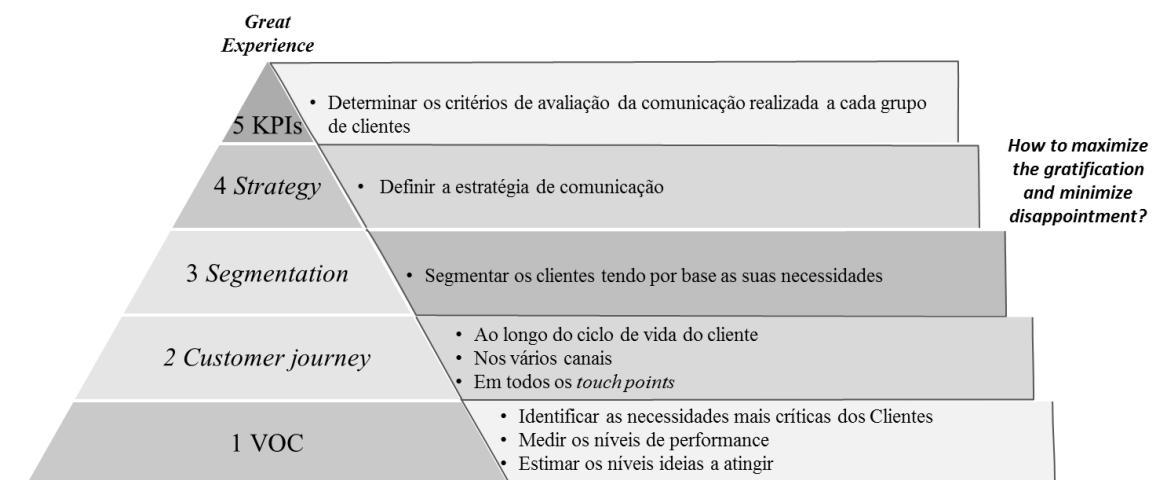 Great
Experience
5 KPIs
• Determinar os critérios de avaliação da comunicação realizada a cada grupo
de clientes
How to maximize
the gratification
and minimize
disappointment?
4 Strategy
• Definir a estratégia de comunicação
3 Segmentation
• Segmentar os clientes tendo por base as suas necessidades
2 Customer journey
• Ao longo do ciclo de vida do cliente
• Nos vários canais
• Em todos os touch points
1 VOC
• Identificar as necessidades mais críticas dos Clientes
• Medir os níveis de performance
• Estimar os níveis ideias a atingir